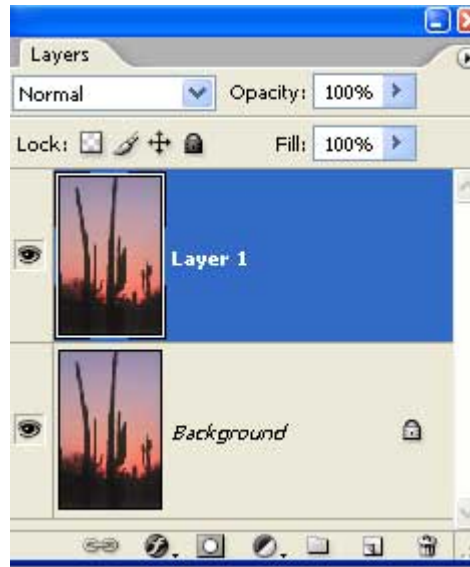 Layers
Normal Opacity: 100%
Lock: Fill: 100%
Layer 1
Background